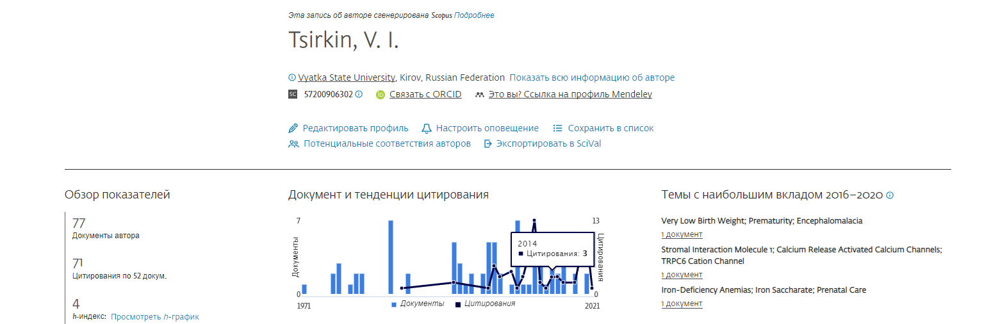 Эта запись об авторе сгенерирована Scopus Подробнее
Tsirkin, V. I.
Vyatka State University, Kirov, Russian Federation Показать всю информацию об авторе
SC 57200906302 iD Связать с ORCID Это вы? Ссылка на профиль Mendeley
Редактировать профиль Настроить оповещение Сохранить в список
Потенциальные соответствия авторов Экспортировать в SciVal
Обзор показателей
77
Документы автора
71
Цитирования по 52 докум.
4
h-индекс: Просмотреть h-график
Документ и тенденции цитирования
7 13
Документы
Цитирования
2014
Цитирования: 3
0 0
1971 2021
Документы Цитирования
Темы с наибольшим вкладом 2016–2020
Very Low Birth Weight; Prematurity; Encephalomalacia
1 документ
Stromal Interaction Molecule 1; Calcium Release Activated Calcium Channels;
TRPC6 Cation Channel
1 документ
Iron-Deficiency Anemias; Iron Saccharate; Prenatal Care
1 документ